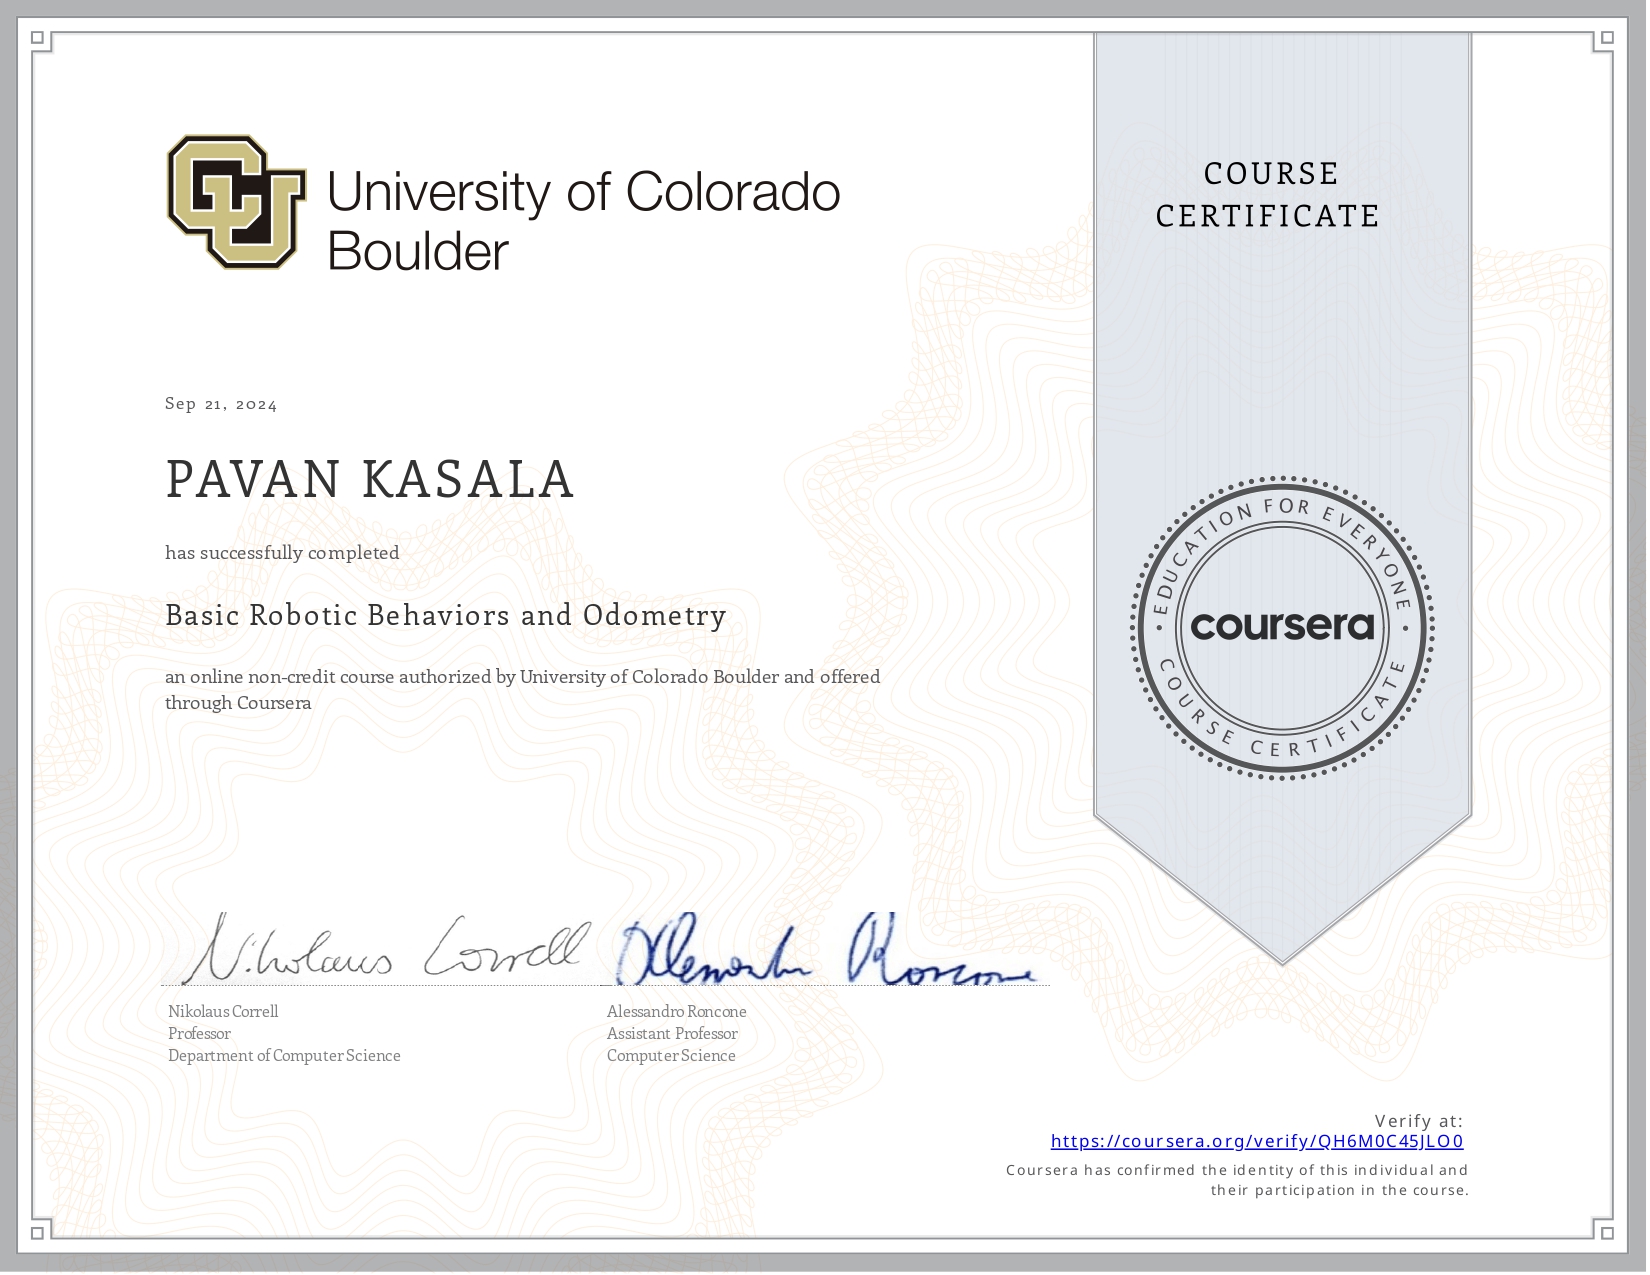 CU
University of Colorado
Boulder
COURSE
CERTIFICATE
Sep 21, 2024
PAVAN KASALA
has successfully completed
Basic Robotic Behaviors and Odometry
an online non-credit course authorized by University of Colorado Boulder and offered
through Coursera
EDUCATION FOR EVERYONE
coursera
COURSE CERTIFICATE
Nikolaus Correll
Alessandro Roncone
Nikolaus Correll
Professor
Department of Computer Science
Alessandro Roncone
Assistant Professor
Computer Science
Verify at:
https://coursera.org/verify/QH6M0C45JLO0
Coursera has confirmed the identity of this individual and
their participation in the course.